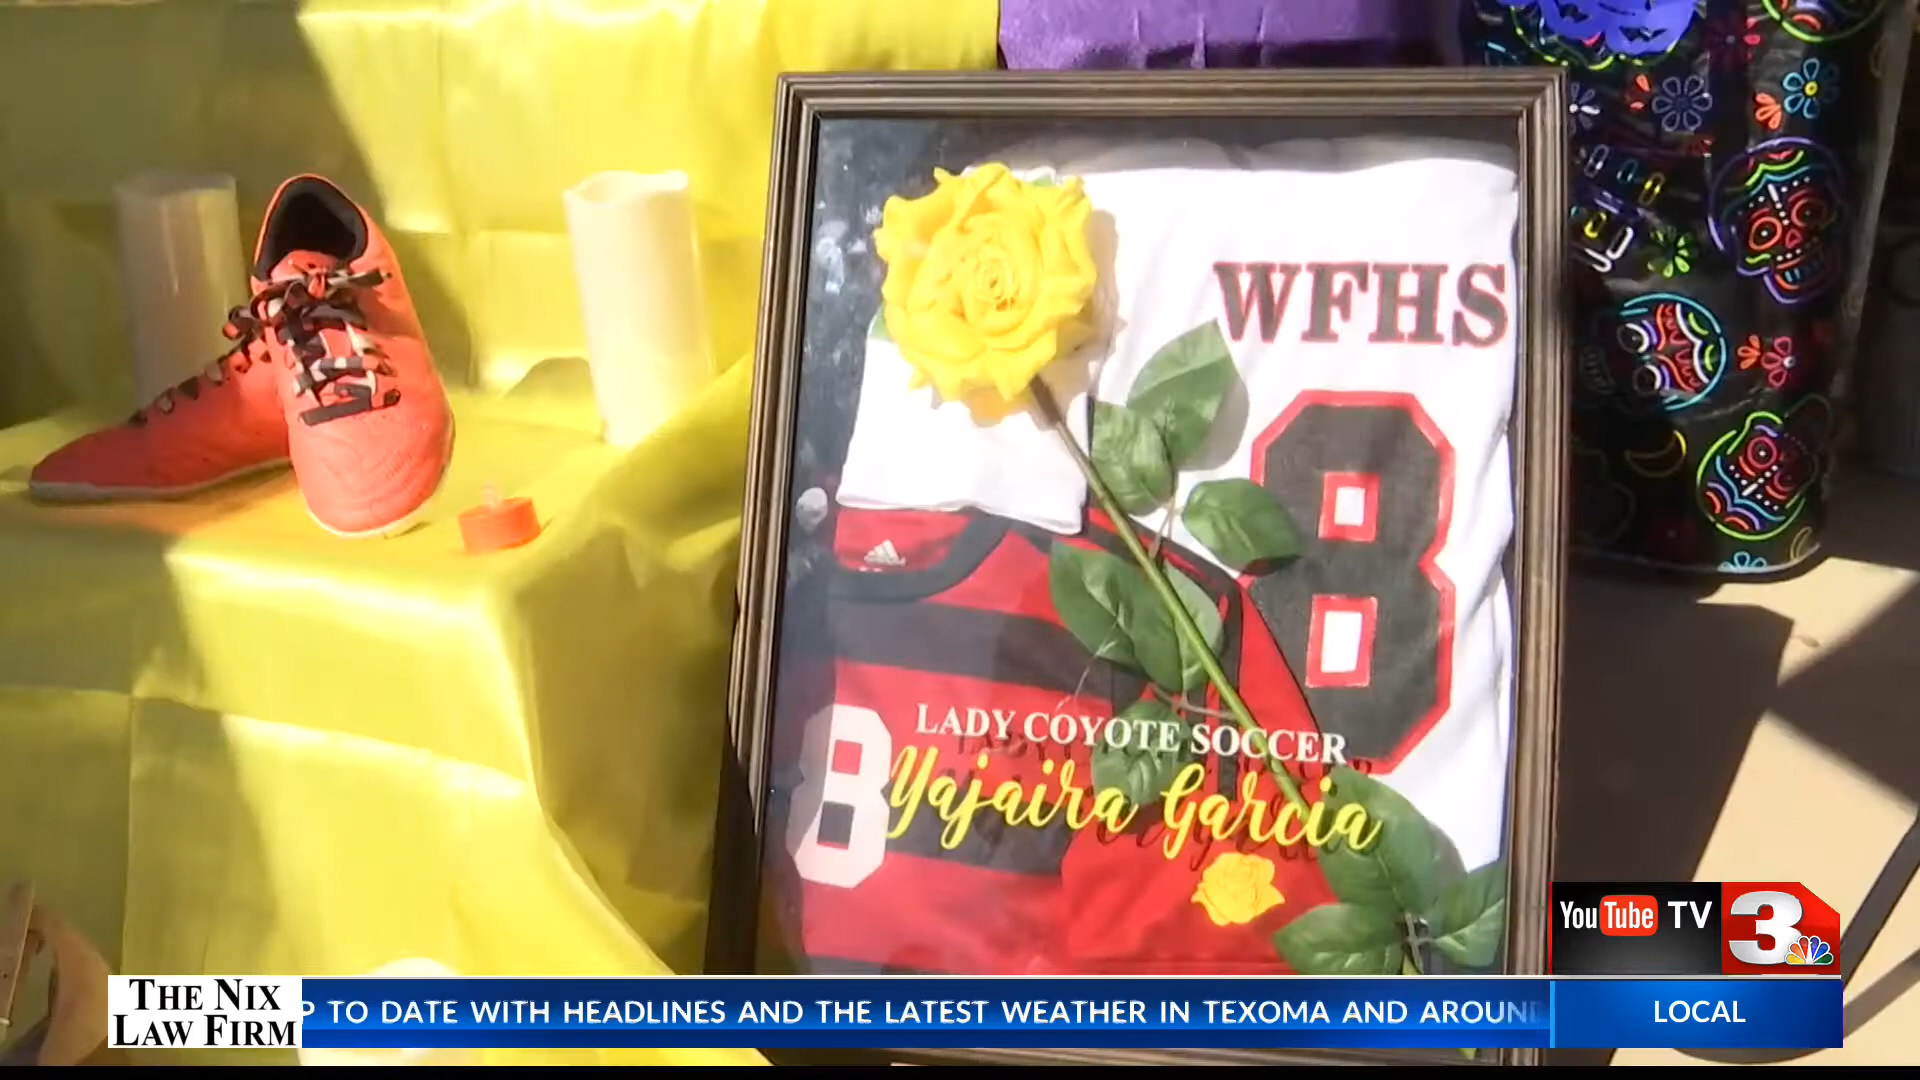 WFHS
8
LADY COYOTE SOCCER
8
Yajaira Garcia
YouTube TV
3
THE NIX
LAW FIRM
P TO DATE WITH HEADLINES AND THE LATEST WEATHER IN TEXOMA AND AROUN
LOCAL